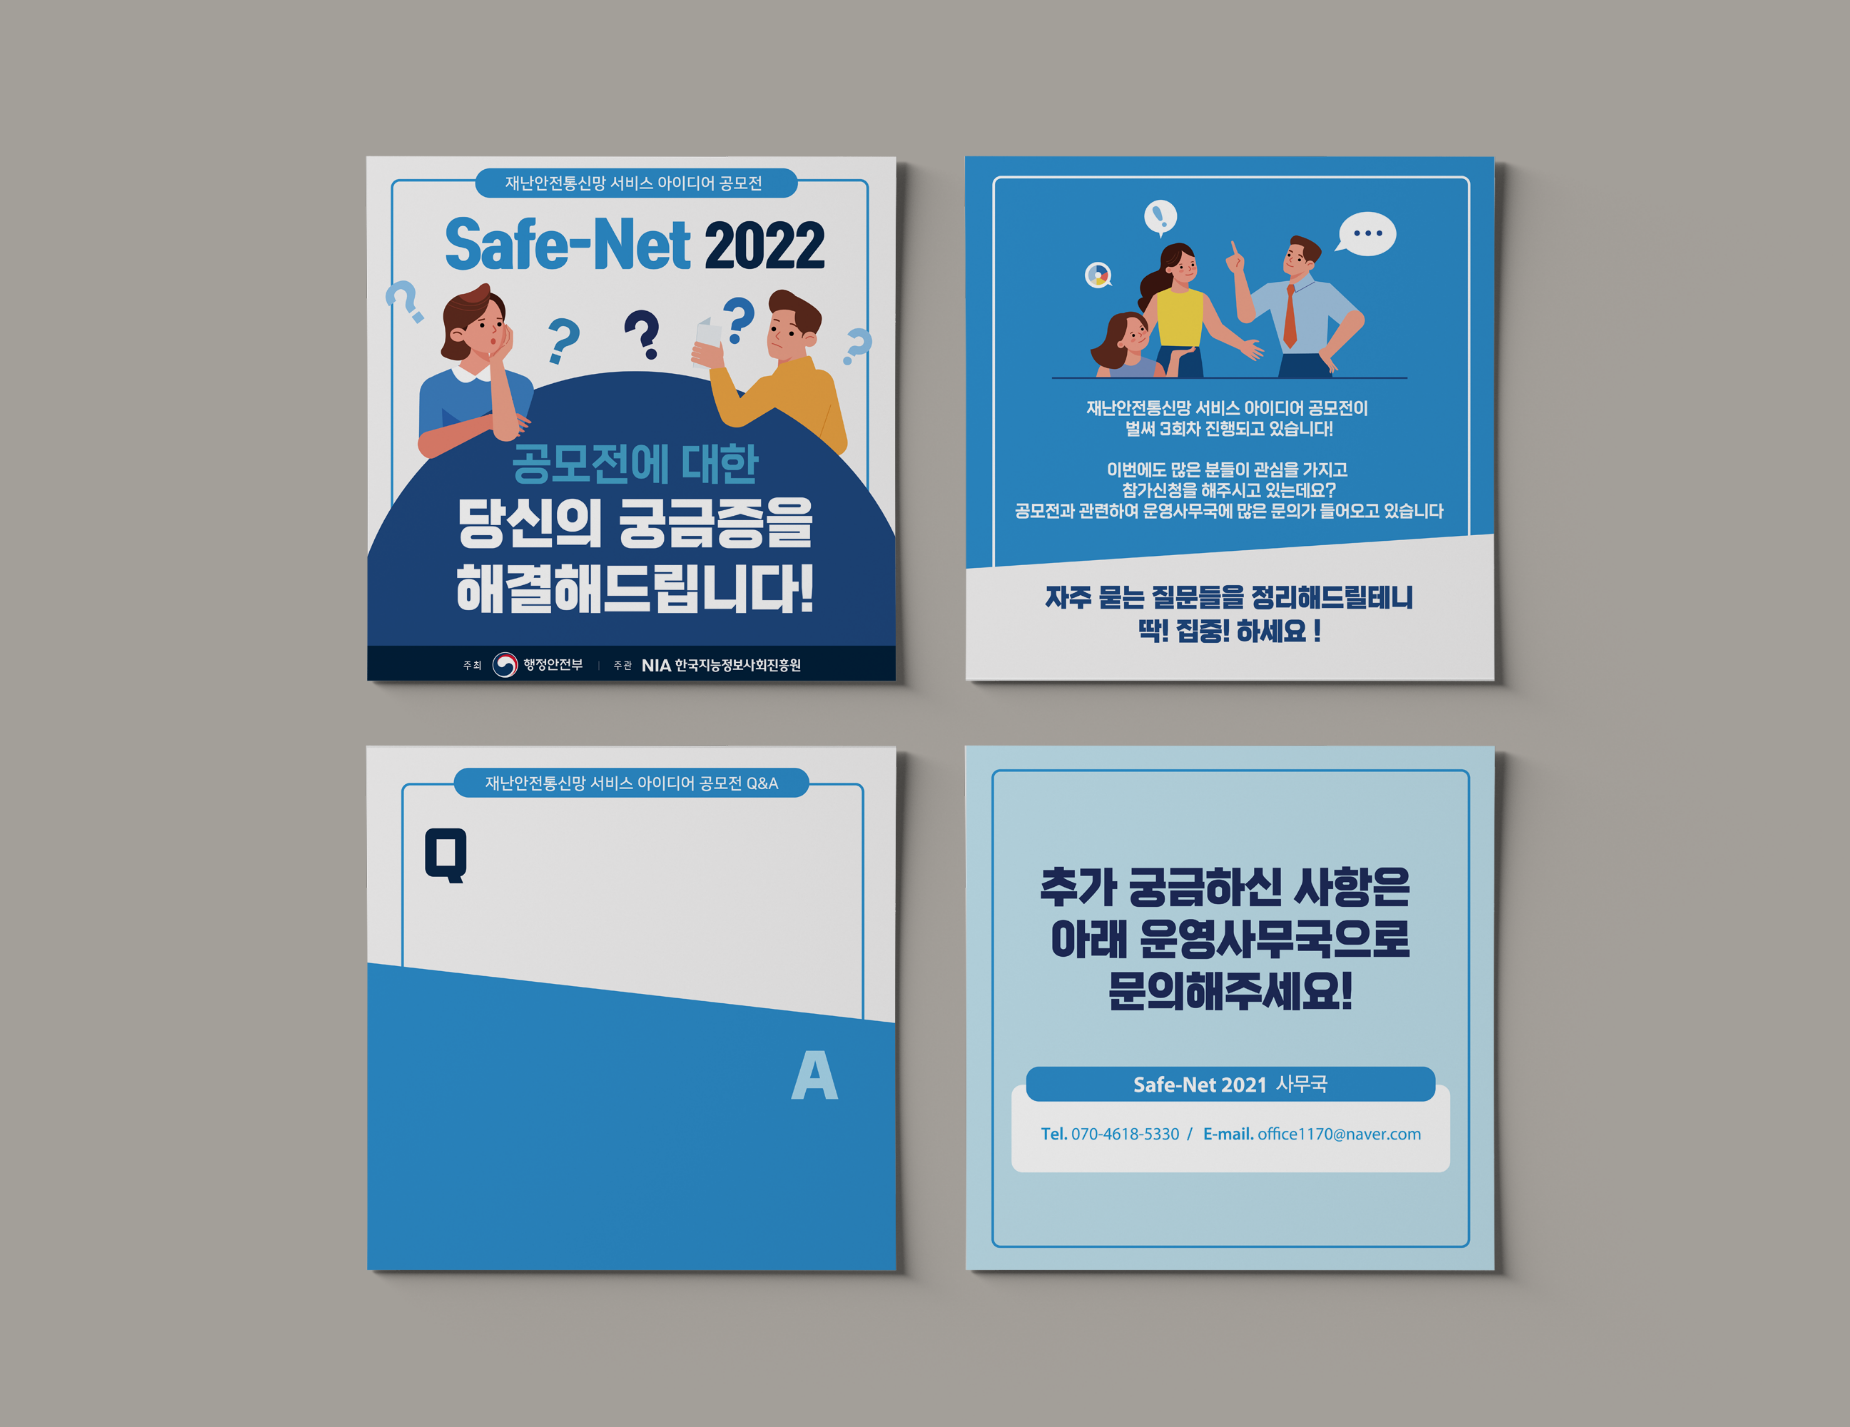 재난안전통신망 서비스 아이디어 공모전
Safe-Net 2022
공모전에 대한
당신의 궁금증을
해결해드립니다!
주최 행정안전부 | 주관 NIA 한국지능정보사회진흥원
재난안전통신망 서비스 아이디어 공모전이
벌써 3회차 진행되고 있습니다!
이번에도 많은 분들이 관심을 가지고
참가신청을 해주시고 있는데요?
공모전과 관련하여 운영사무국에 많은 문의가 들어오고 있습니다
자주 묻는 질문들을 정리해드릴테니
딱! 집중! 하세요 !
재난안전통신망 서비스 아이디어 공모전 Q&A
Q
A
추가 궁금하신 사항은
아래 운영사무국으로
문의해주세요!
Safe-Net 2021 사무국
Tel. 070-4618-5330 / E-mail. office1170@naver.com